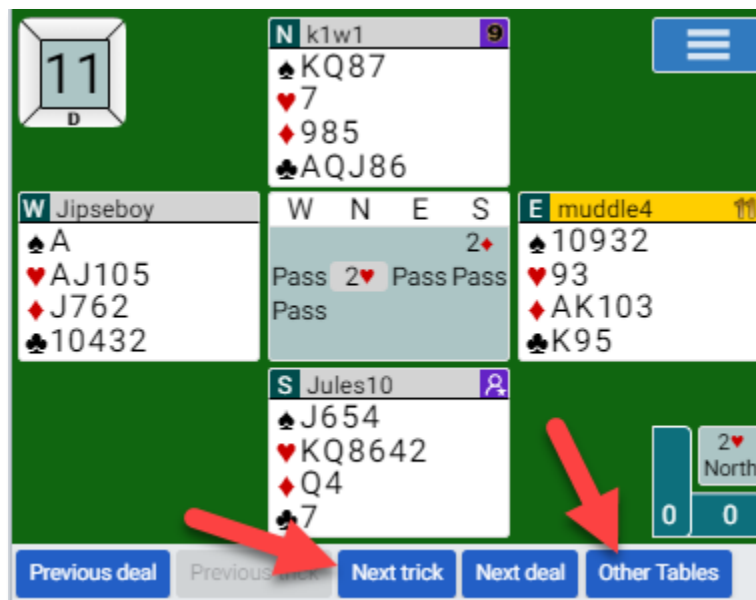 11
D
N k1w1 9
♠KQ87
♥7
♦985
♣AQJ86
W Jipseboy
♠A
♥AJ105
♦J762
♣10432
W N E S
2♦
Pass 2♥ Pass Pass
Pass
E muddle4
♠10932
♥93
♦AK103
♣K95
S Jules10
♠J654
♥KQ8642
♦Q4
♣7
2♥
North
0 0
Previous deal Previous trick Next trick Next deal Other Tables